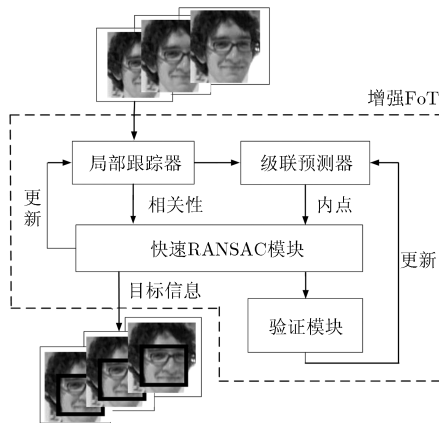 增强FoT
局部跟踪器
级联预测器
更新
相关性
内点
快速RANSAC模块
更新
目标信息
验证模块